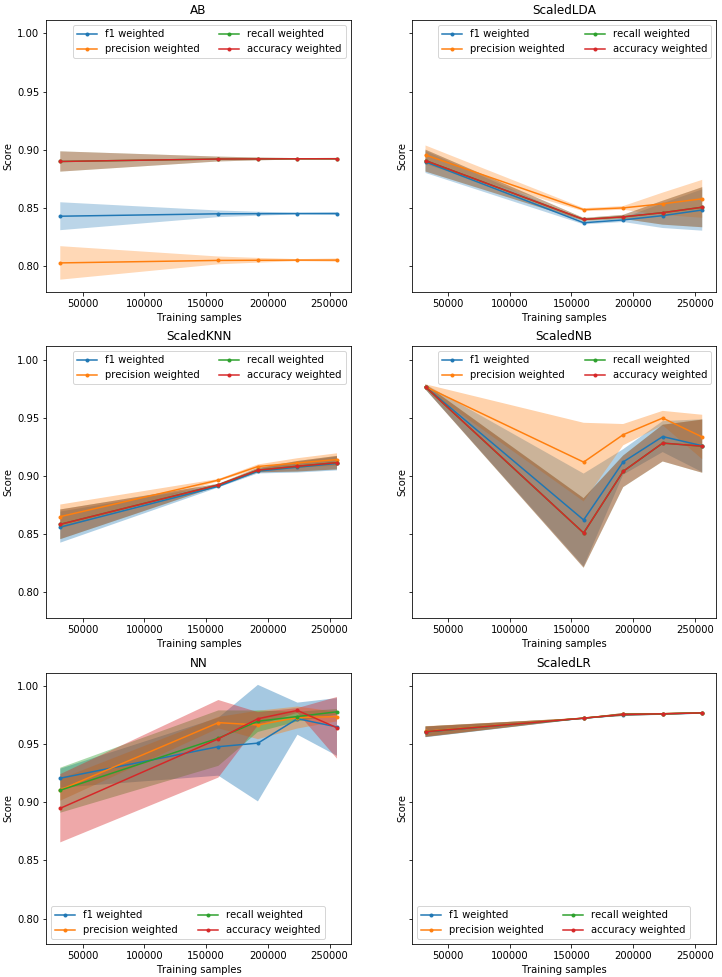 AB
ScaledLDA
f1 weighted
recall weighted
precision weighted
accuracy weighted
f1 weighted
recall weighted
precision weighted
accuracy weighted
1.00
0.95
0.90
0.85
0.80
Score
Score
50000 100000 150000 200000 250000
50000 100000 150000 200000 250000
Training samples
Training samples
ScaledKNN
ScaledNB
f1 weighted
recall weighted
precision weighted
accuracy weighted
f1 weighted
recall weighted
precision weighted
accuracy weighted
1.00
0.95
0.90
0.85
0.80
Score
Score
50000 100000 150000 200000 250000
50000 100000 150000 200000 250000
Training samples
Training samples
NN
ScaledLR
1.00
0.95
0.90
0.85
0.80
Score
Score
f1 weighted
recall weighted
precision weighted
accuracy weighted
f1 weighted
recall weighted
precision weighted
accuracy weighted
50000 100000 150000 200000 250000
50000 100000 150000 200000 250000
Training samples
Training samples